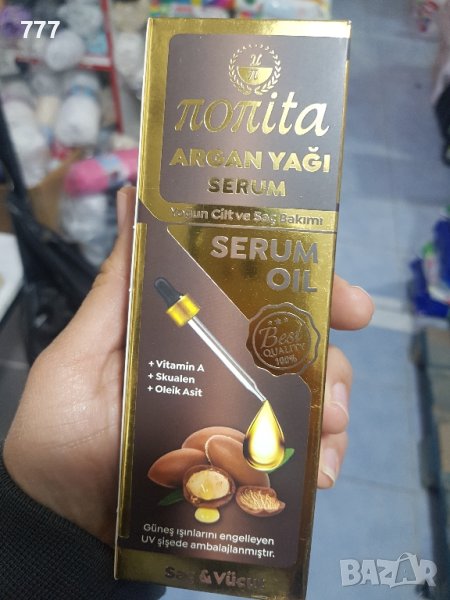 777
nonita
ARGAN YAĞI
SERUM
Yoğun Cilt ve Saç Bakımı
SERUM
OIL
Best
QUALITY
100%
+ Vitamin A
+ Skualen
+ Oleik Asit
Güneş ışınlarını engelleyen
UV şişede ambalajlanmıştır.
Saç & Vücut
BAZAR